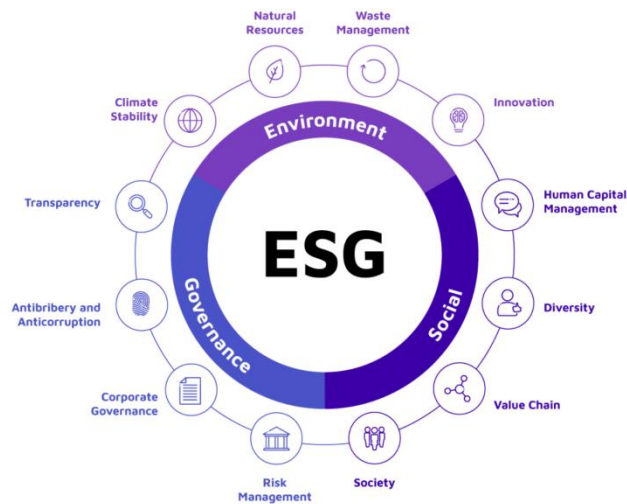 Natural
Resources
Waste
Management
Climate
Stability
Innovation
Environment
Transparency
Human Capital
Management
ESG
Governance
Social
Antibribery and
Anticorruption
Diversity
Corporate
Governance
Value Chain
Risk
Management
Society